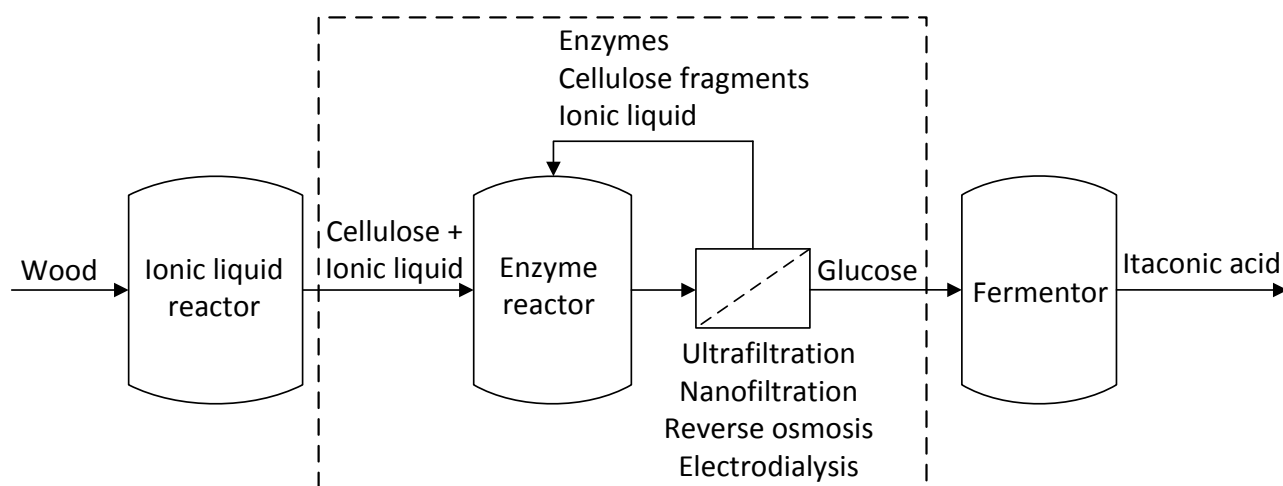 Enzymes
Cellulose fragments
Ionic liquid
Wood
Ionic liquid
reactor
Cellulose +
Ionic liquid
Enzyme
reactor
Glucose
Ultrafiltration
Nanofiltration
Reverse osmosis
Electrodialysis
Fermentor
Itaconic acid